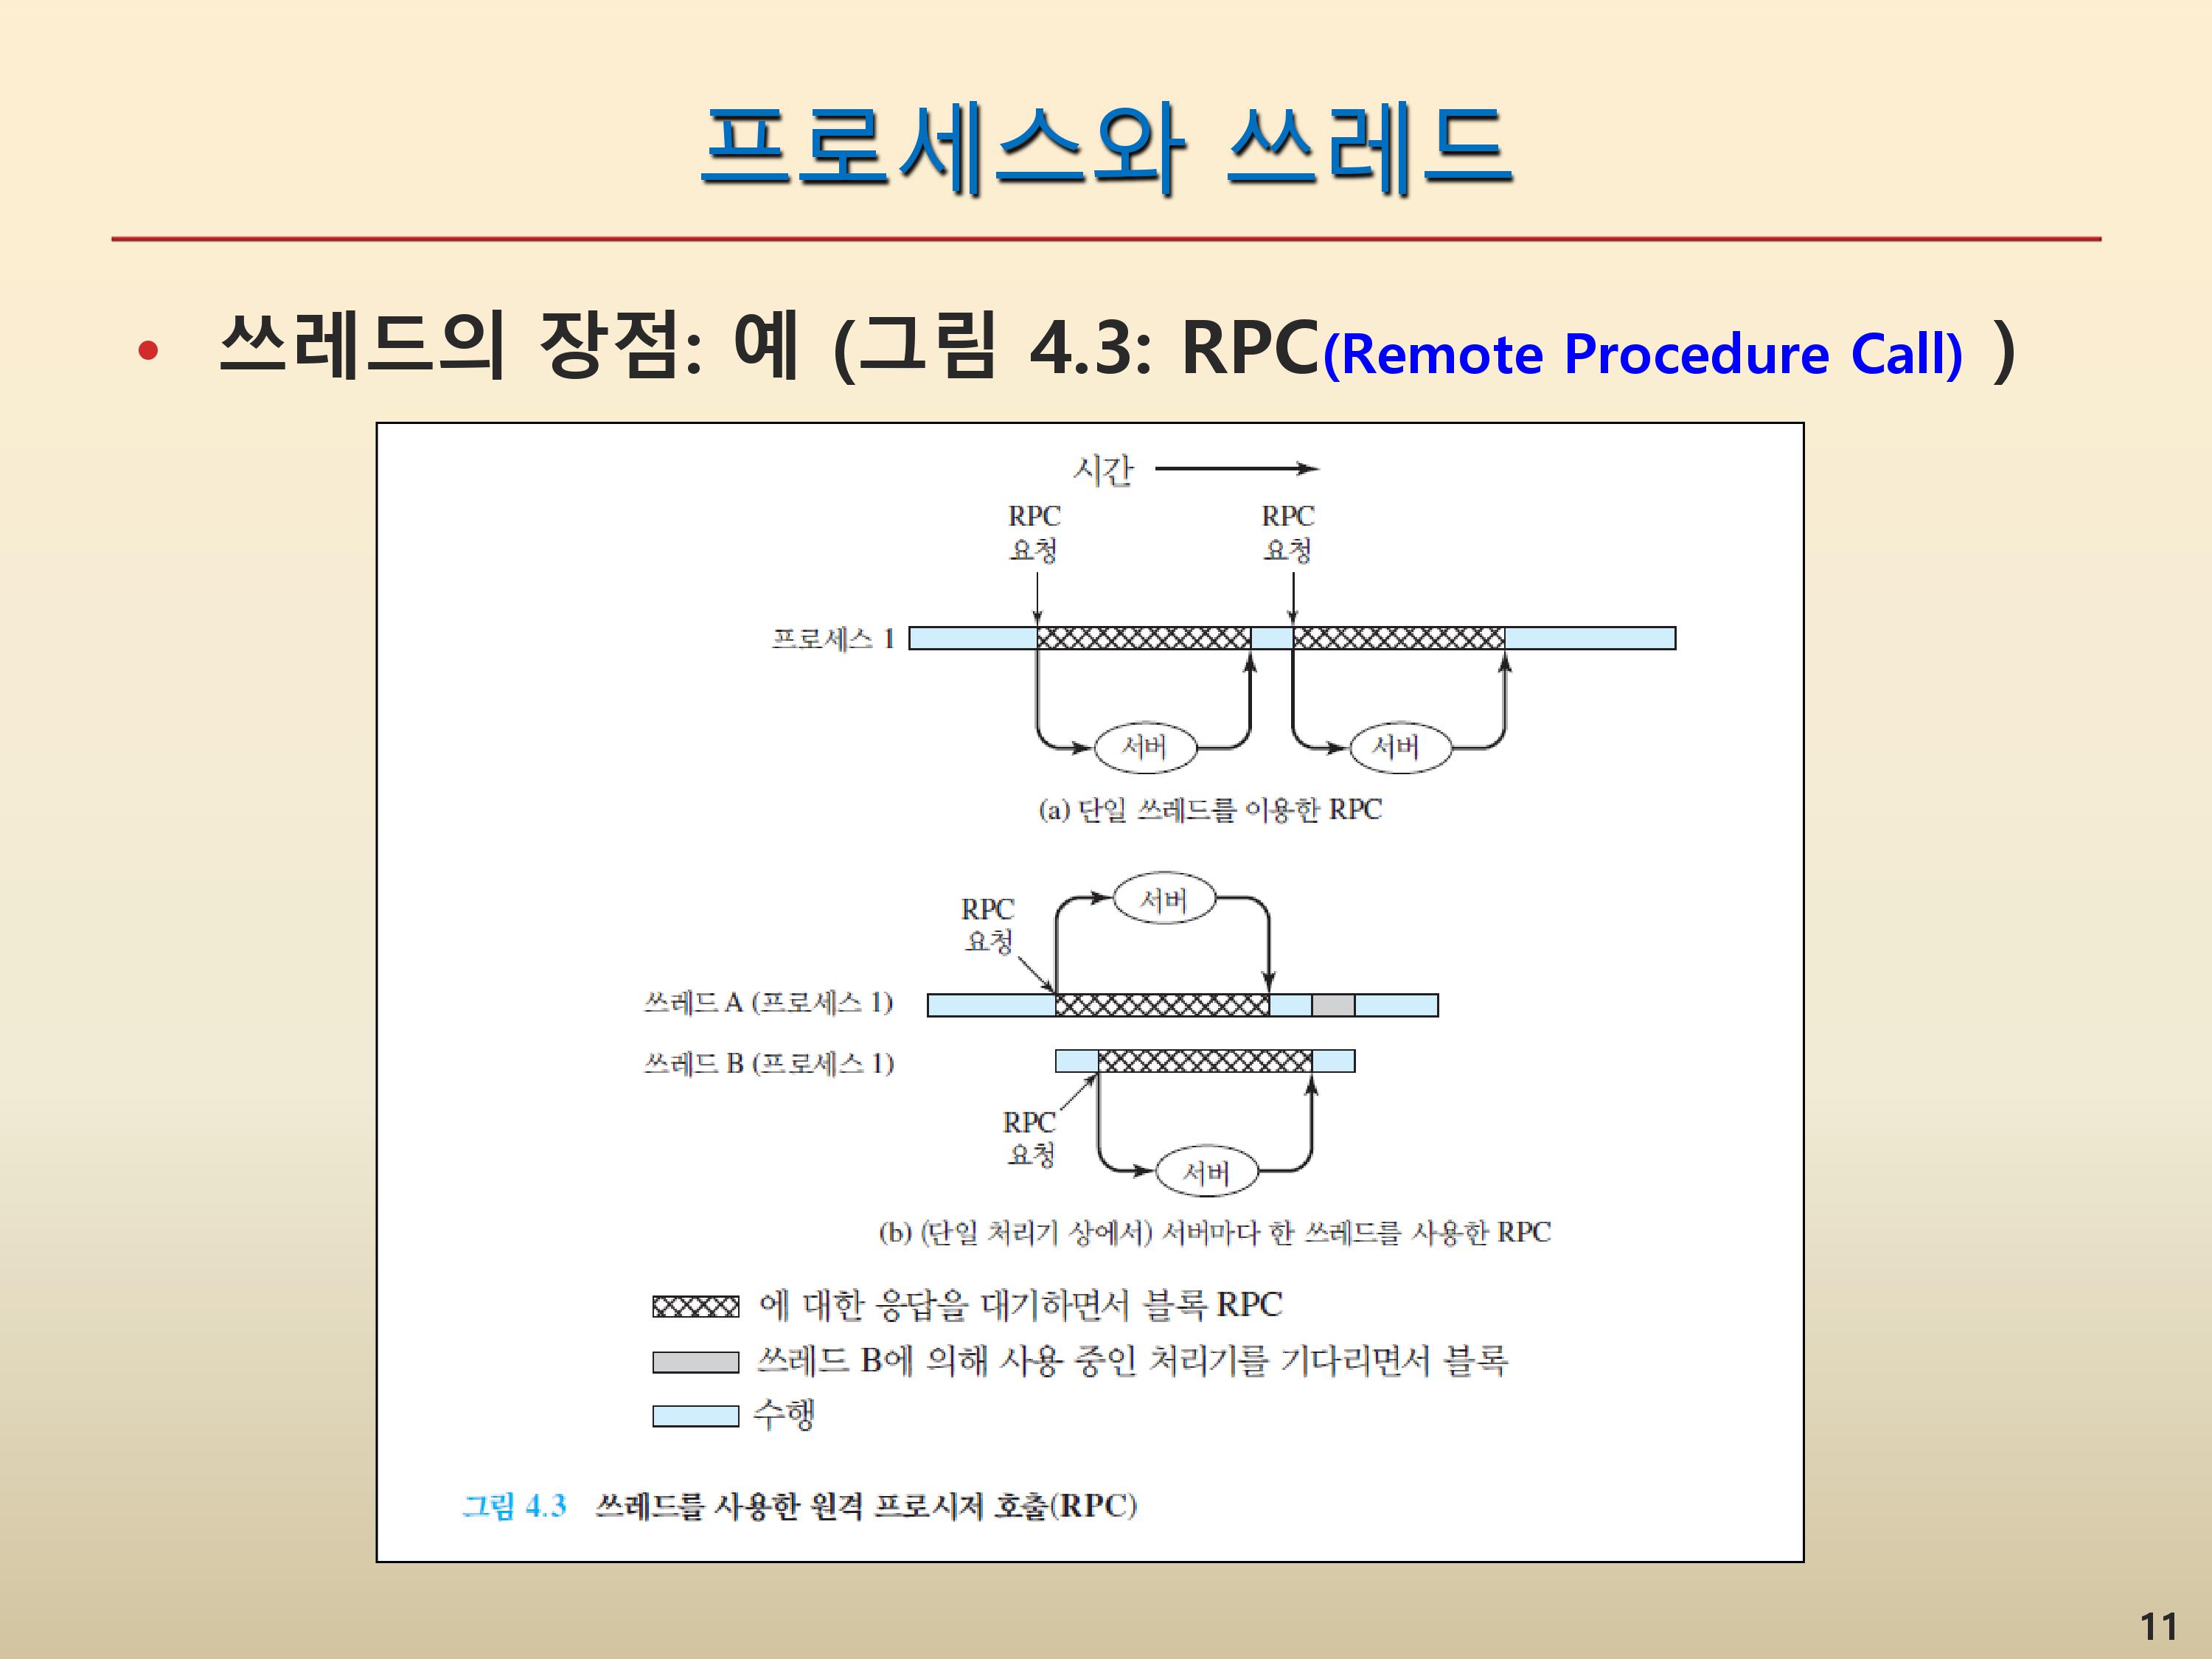 프로세스와 쓰레드
• 쓰레드의 장점: 예 (그림 4.3: RPC(Remote Procedure Call) )
시간
RPC
요청
RPC
요청
프로세스 1
서버
서버
(a) 단일 쓰레드를 이용한 RPC
서버
RPC
요청
쓰레드 A (프로세스 1)
쓰레드 B (프로세스 1)
RPC
요청
서버
(b) (단일 처리기 상에서) 서버마다 한 쓰레드를 사용한 RPC
에 대한 응답을 대기하면서 블록 RPC
쓰레드 B에 의해 사용 중인 처리기를 기다리면서 블록
수행
그림 4.3 쓰레드를 사용한 원격 프로시저 호출(RPC)
11